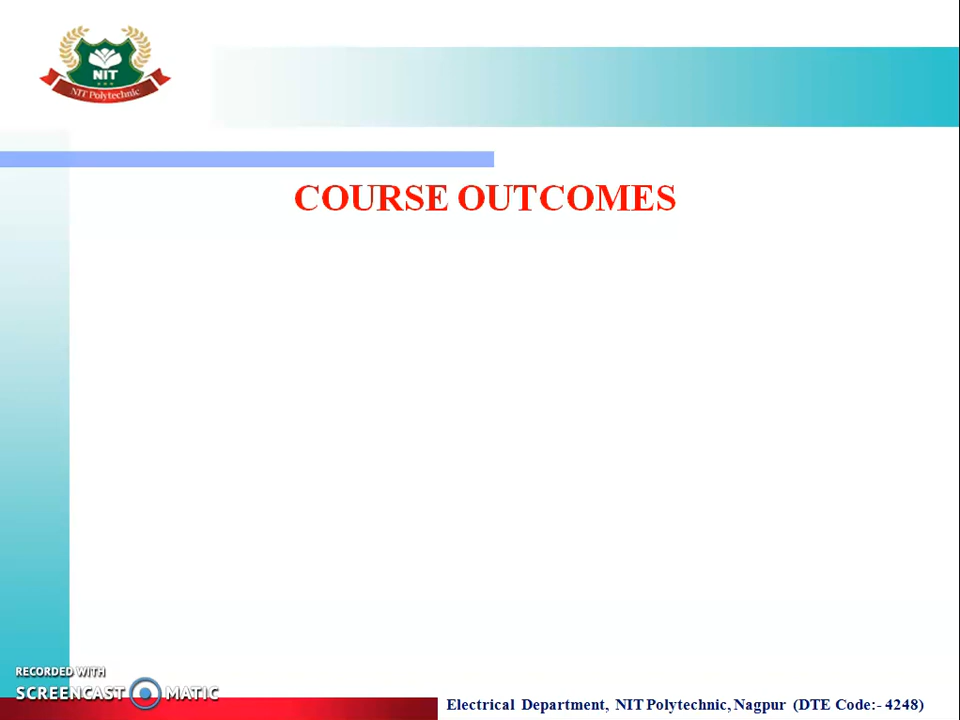 NIT
NIT Polytechnic
COURSE OUTCOMES
RECORDED WITH
SCREENCAST MATIC
Electrical Department, NIT Polytechnic, Nagpur (DTE Code:- 4248)